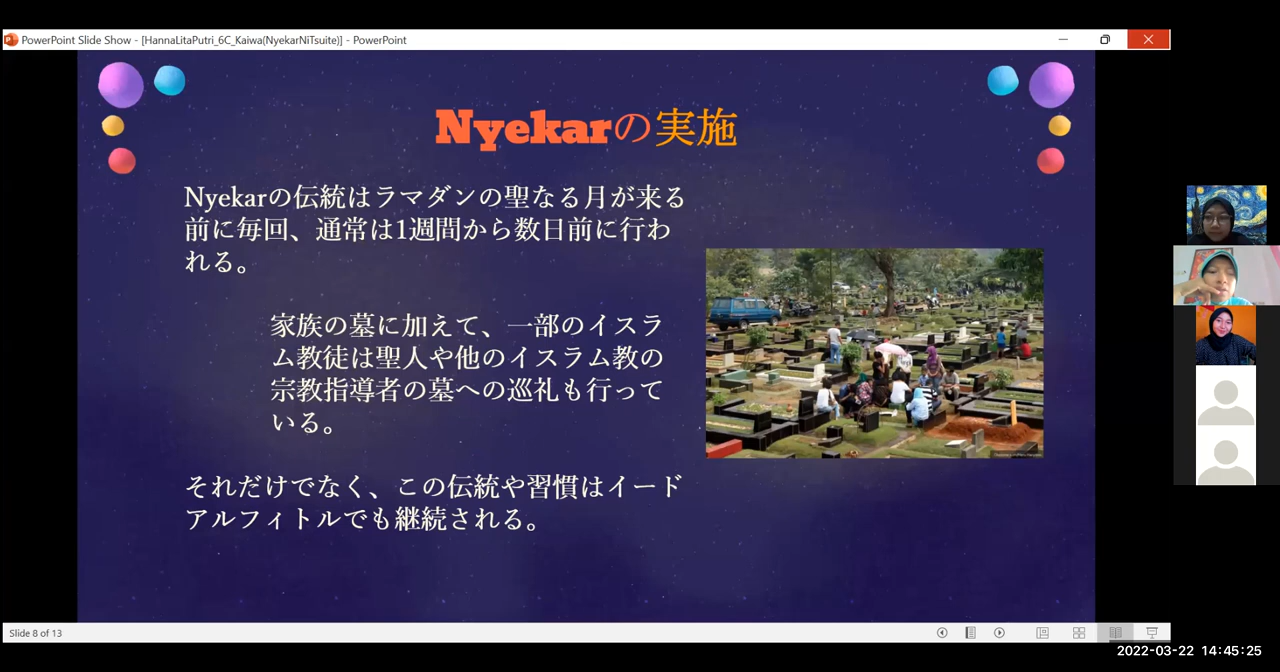 PowerPoint Slide Show - [HannaLitaPutri_6C_Kaiwa(NyekarNiTsuite)] - PowerPoint
Nyekarの実施
Nyekarの伝統はラマダンの聖なる月が来る
前に毎回、通常は1週間から数日前に行わ
れる。
家族の墓に加えて、一部のイスラ
ム教徒は聖人や他のイスラム教の
宗教指導者の墓への巡礼も行って
いる。
それだけでなく、この伝統や習慣はイード
アルフィトルでも継続される。
Slide 8 of 13
2022-03-22 14:45:25